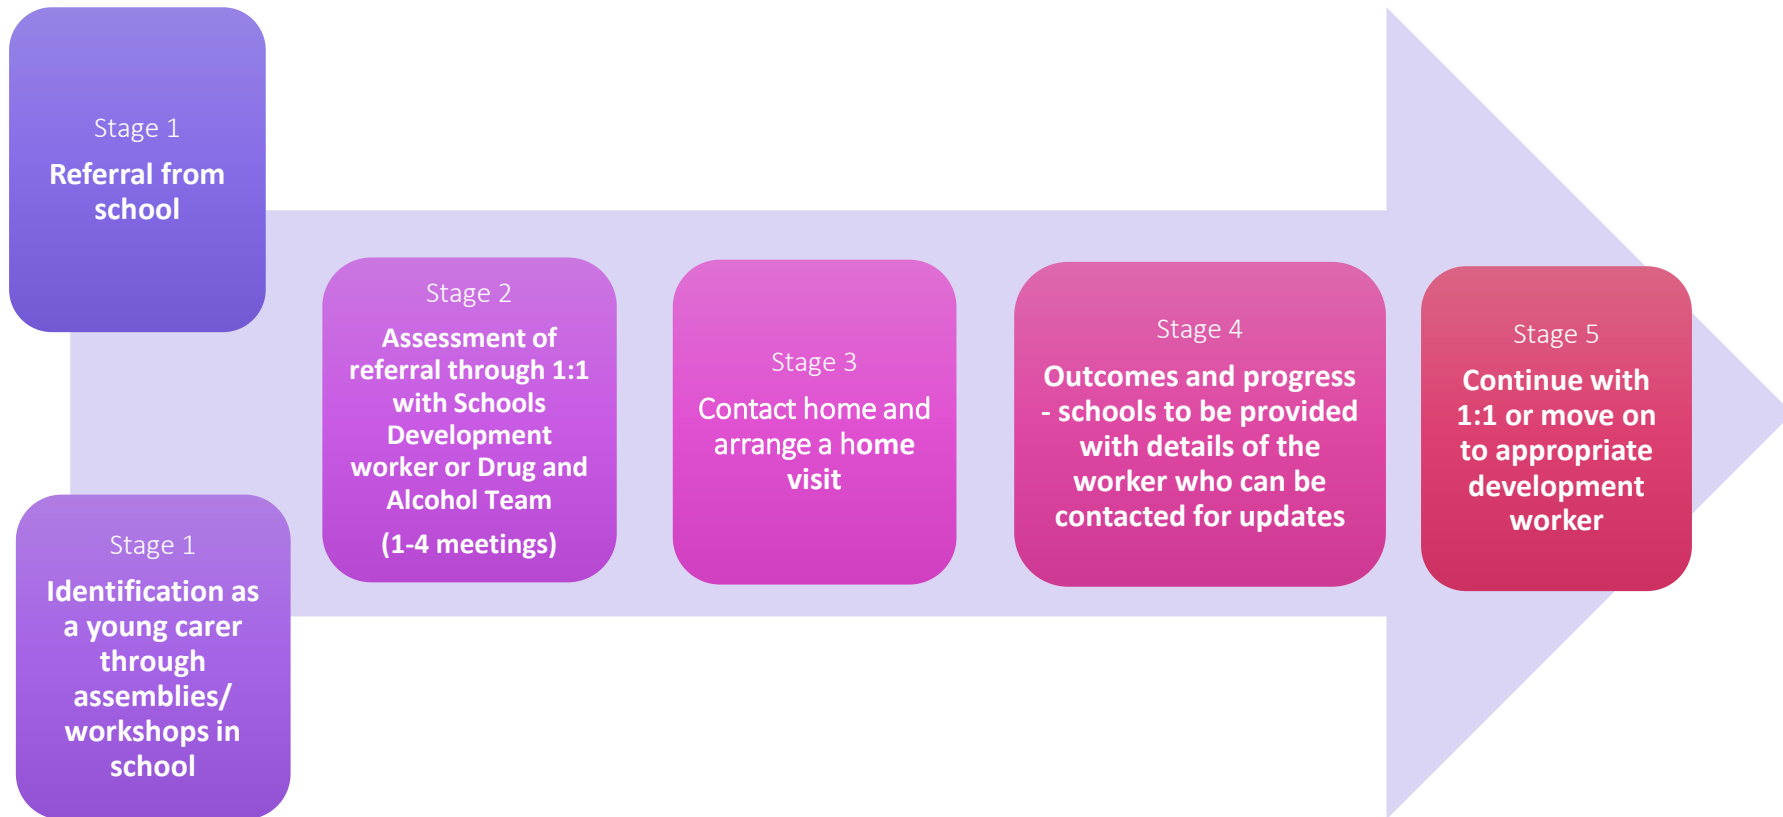 Stage 1
Referral from
school
Stage 1
Identification as
a young carer
through
assemblies/
workshops in
school
Stage 2
Assessment of
referral through 1:1
with Schools
Development
worker or Drug and
Alcohol Team
(1-4 meetings)
Stage 3
Contact home and
arrange a home
visit
Stage 4
Outcomes and progress
- schools to be provided
with details of the
worker who can be
contacted for updates
Stage 5
Continue with
1:1 or move on
to appropriate
development
worker